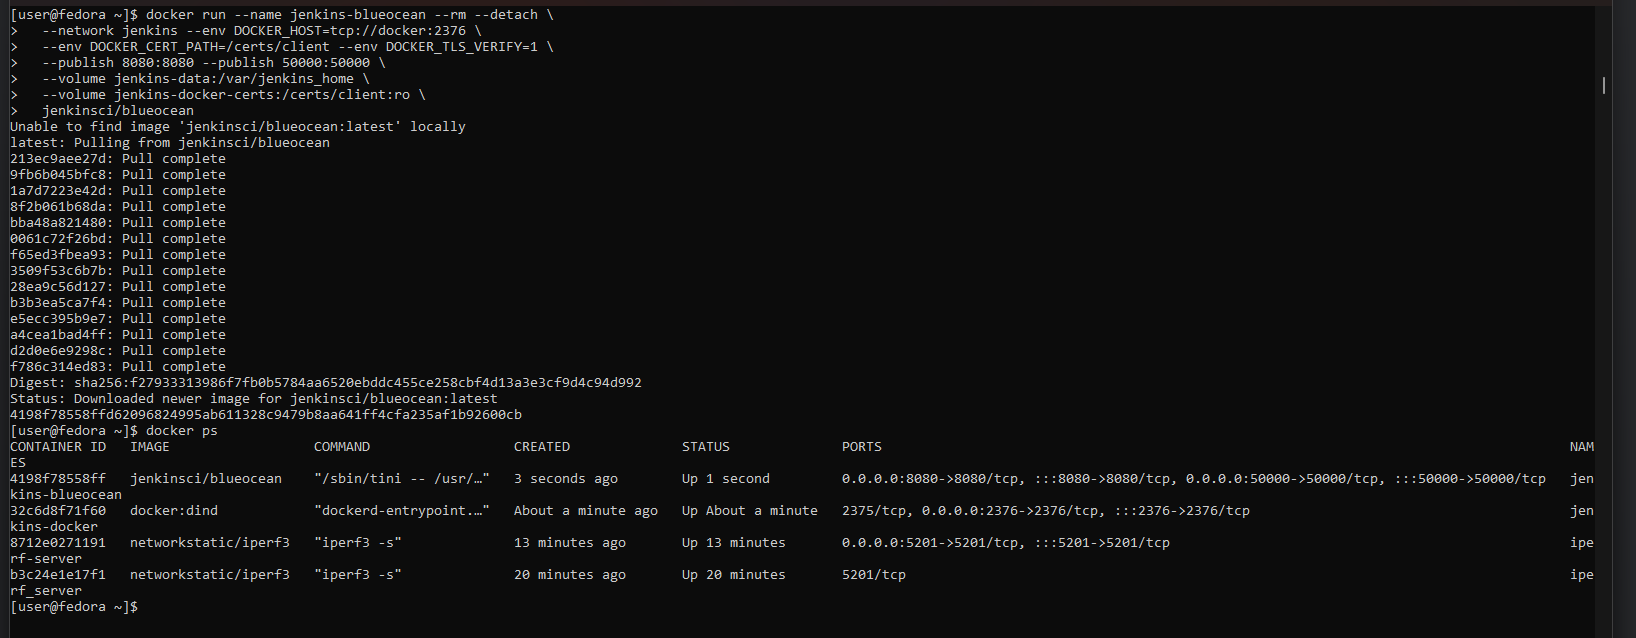 [user@fedora ~]$ docker run --name jenkins-blueocean --rm --detach \
>   --network jenkins --env DOCKER_HOST=tcp://docker:2376 \
>   --env DOCKER_CERT_PATH=/certs/client --env DOCKER_TLS_VERIFY=1 \
>   --publish 8080:8080 --publish 50000:50000 \
>   --volume jenkins-data:/var/jenkins_home \
>   --volume jenkins-docker-certs:/certs/client:ro \
>   jenkinsci/blueocean
Unable to find image 'jenkinsci/blueocean:latest' locally
latest: Pulling from jenkinsci/blueocean
213ec9aee27d: Pull complete
9fb6b045bfc8: Pull complete
1a7d7223e42d: Pull complete
8f2b061b68da: Pull complete
bba48a821480: Pull complete
0061c72f26bd: Pull complete
f65ed3fbea93: Pull complete
3509f53c6b7b: Pull complete
28ea9c56d127: Pull complete
b3b3ea5ca7f4: Pull complete
e5ecc395b9e7: Pull complete
a4cea1bad4ff: Pull complete
d2d0e6e9298c: Pull complete
f786c314ed83: Pull complete
Digest: sha256:f27933313986f7fb0b5784aa6520ebddc455ce258cbf4d13a3e3cf9d4c94d992
Status: Downloaded newer image for jenkinsci/blueocean:latest
4198f78558ffd62096824995ab611328c9479b8aa641ff4cfa235af1b92600cb
[user@fedora ~]$ docker ps
CONTAINER ID   IMAGE                  COMMAND                  CREATED              STATUS              PORTS                                                                                      NAM
ES
4198f78558ff   jenkinsci/blueocean    "/sbin/tini -- /usr/…"   3 seconds ago        Up 1 second         0.0.0.0:8080->8080/tcp, :::8080->8080/tcp, 0.0.0.0:50000->50000/tcp, :::50000->50000/tcp   jen
kins-blueocean
32c6d8f71f60   docker:dind            "dockerd-entrypoint.…"   About a minute ago   Up About a minute   2375/tcp, 0.0.0.0:2376->2376/tcp, :::2376->2376/tcp                                        jen
kins-docker
8712e0271191   networkstatic/iperf3   "iperf3 -s"              13 minutes ago       Up 13 minutes       0.0.0.0:5201->5201/tcp, :::5201->5201/tcp                                                  ipe
rf-server
b3c24e1e17f1   networkstatic/iperf3   "iperf3 -s"              20 minutes ago       Up 20 minutes       5201/tcp                                                                                   ipe
rf_server
[user@fedora ~]$